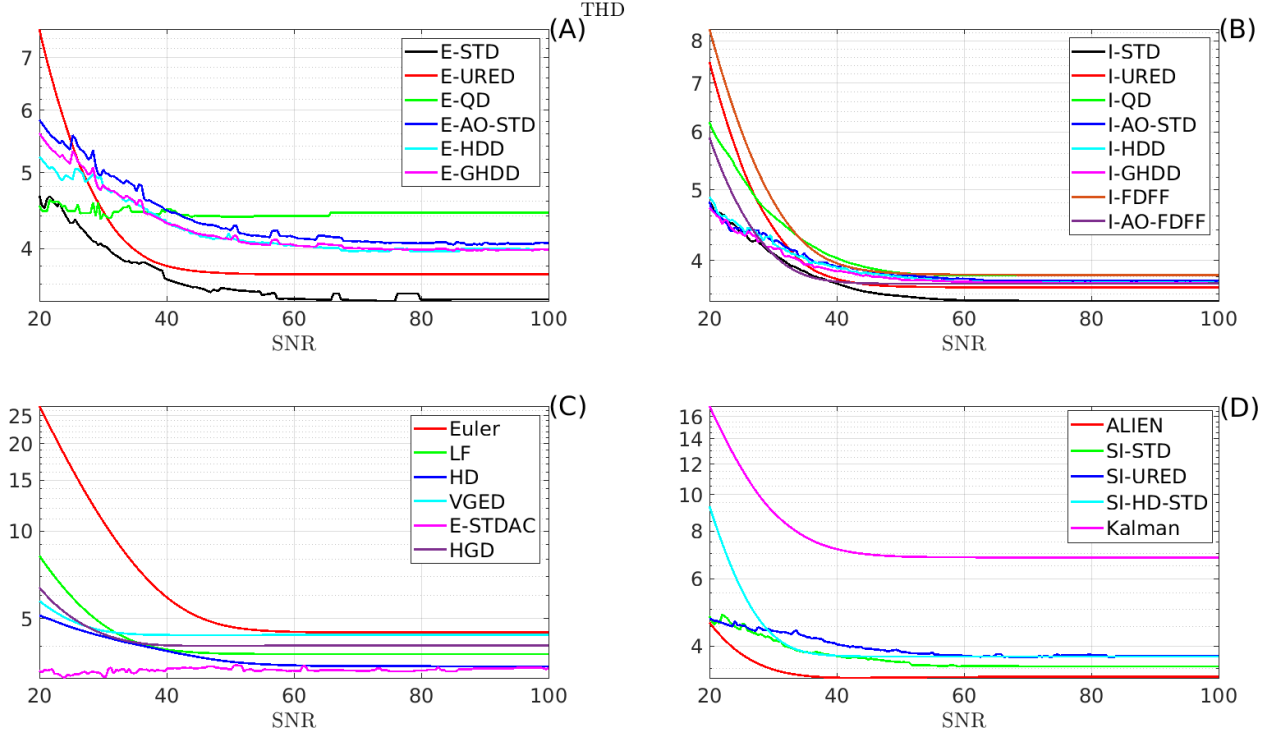 THD
(A)
E-STD
E-URED
E-QD
E-AO-STD
E-HDD
E-GHDD
7
6
5
4
20 40 60 80 100
SNR
(B)
I-STD
I-URED
I-QD
I-AO-STD
I-HDD
I-GHDD
I-FDFF
I-AO-FDFF
8
7
6
5
4
20 40 60 80 100
SNR
(C)
Euler
LF
HD
VGED
E-STDAC
HGD
25
20
15
10
5
20 40 60 80 100
SNR
(D)
ALIEN
SI-STD
SI-URED
SI-HD-STD
Kalman
16
14
12
10
8
6
4
20 40 60 80 100
SNR